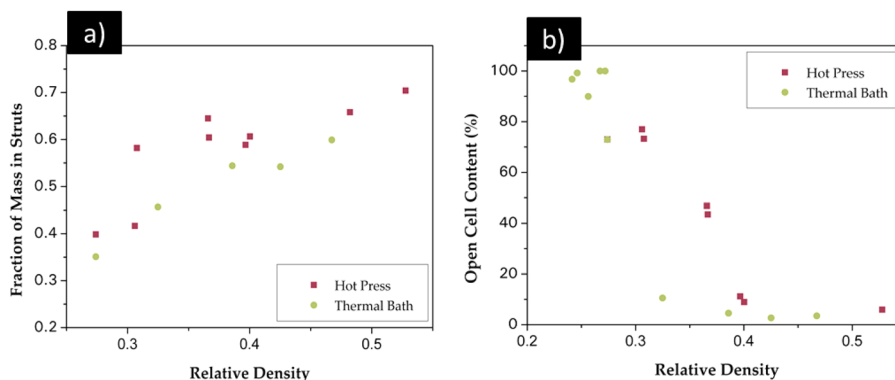 a)
Fraction of Mass in Struts
0.8
0.7
0.6
0.5
0.4
0.3
0.2
0.3
0.4
0.5
Relative Density
Hot Press
Thermal Bath
b)
Open Cell Content (%)
100
80
60
40
20
0
0.2
0.3
0.4
0.5
Relative Density
Hot Press
Thermal Bath